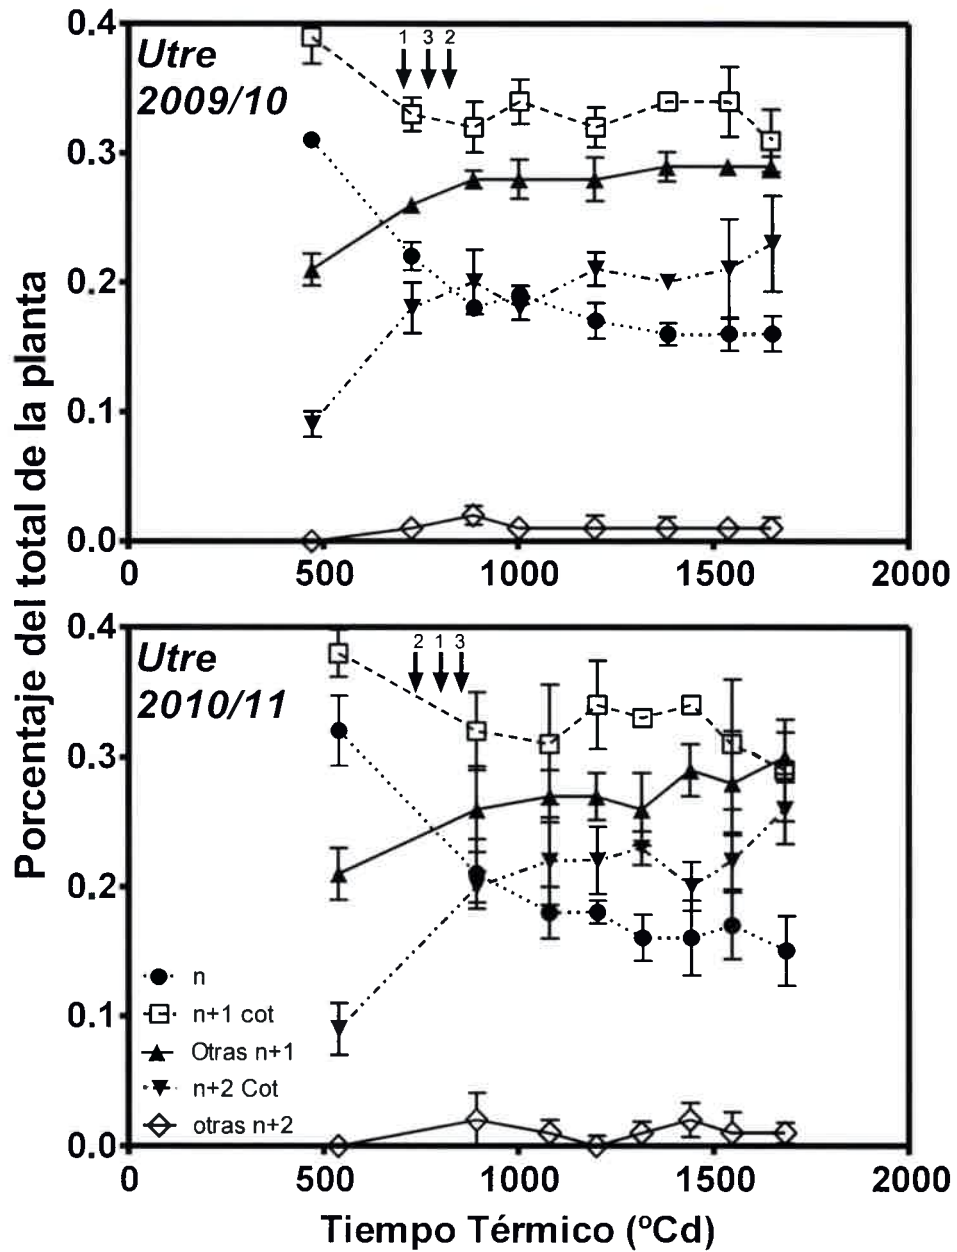 Porcentaje del total de la planta
0.4
0.3
0.2
0.1
0.0
Utre
2009/10
1 3 2
0 500 1000 1500 2000
0.4
0.3
0.2
0.1
0.0
Utre
2010/11
2 1 3
n
n+1 cot
Otras n+1
n+2 Cot
otras n+2
0 500 1000 1500 2000
Tiempo Térmico (ºCd)